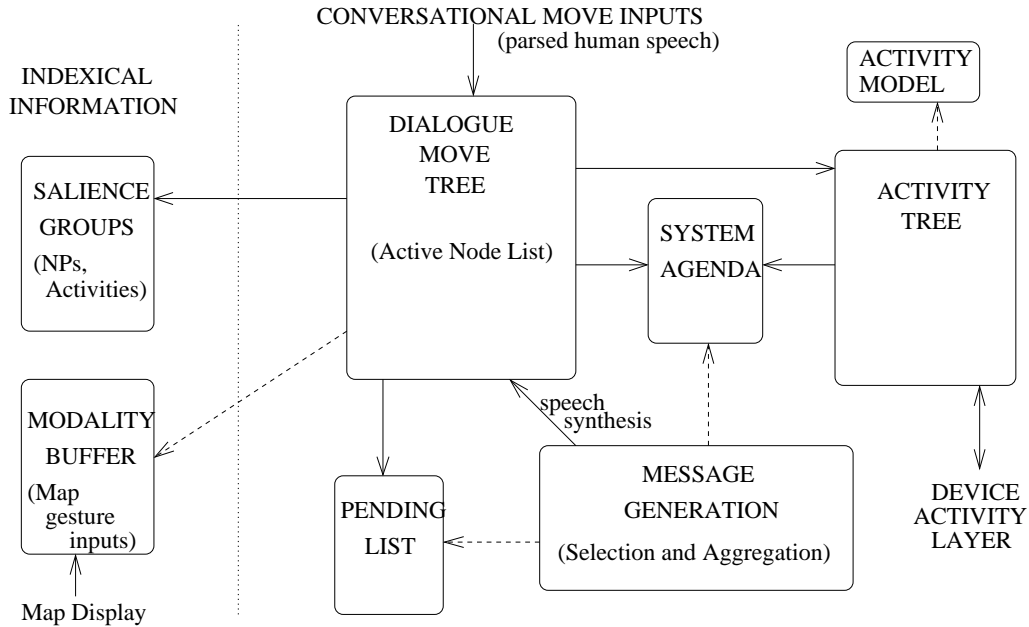 CONVERSATIONAL MOVE INPUTS
(parsed human speech)
INDEXICAL
INFORMATION
SALIENCE
GROUPS
(NPs,
Activities)
MODALITY
BUFFER
(Map
gesture
inputs)
Map Display
DIALOGUE
MOVE
TREE
(Active Node List)
SYSTEM
AGENDA
ACTIVITY
MODEL
ACTIVITY
TREE
speech
synthesis
PENDING
LIST
MESSAGE
GENERATION
(Selection and Aggregation)
DEVICE
ACTIVITY
LAYER